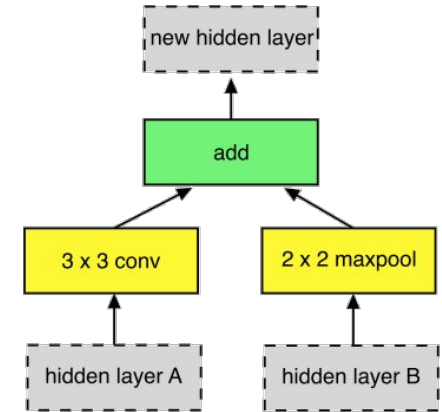 new hidden layer
add
3 x 3 conv
2 x 2 maxpool
hidden layer A
hidden layer B